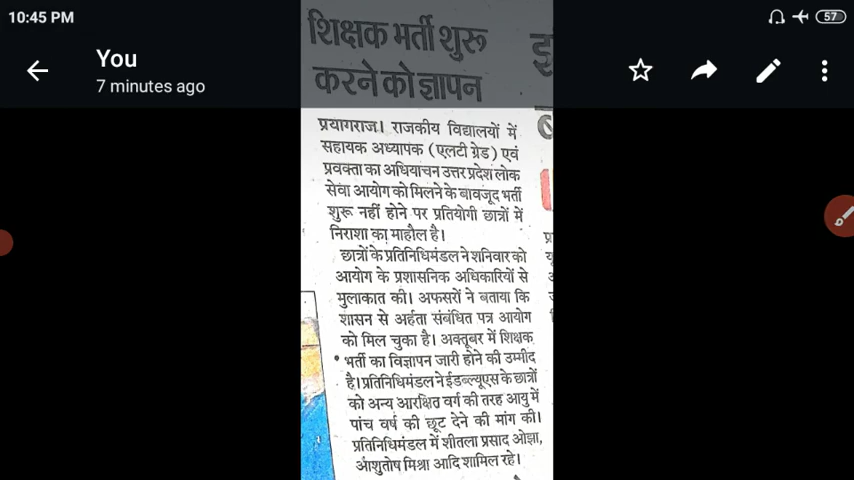 10:45 PM
57
You
7 minutes ago
शिक्षक भर्ती शुरू
करने को ज्ञापन
प्रयागराज। राजकीय विद्यालयों में
सहायक अध्यापक (एलटी ग्रेड) एवं
प्रवक्ता का अधियाचन उत्तर प्रदेश लोक
सेवा आयोग को मिलने के बावजूद भर्ती
शुरू नहीं होने पर प्रतियोगी छात्रों में
निराशा का माहौल है।
छात्रों के प्रतिनिधिमंडल ने शनिवार को
आयोग के प्रशासनिक अधिकारियों से
मुलाकात की। अफसरों ने बताया कि
शासन से अर्हता संबंधित पत्र आयोग
को मिल चुका है। अक्तूबर में शिक्षक
भर्ती का विज्ञापन जारी होने की उम्मीद
है। प्रतिनिधिमंडल ने ईडब्ल्यूएस के छात्रों
को अन्य आरक्षित वर्ग की तरह आयु में
पांच वर्ष की छूट देने की मांग की।
प्रतिनिधिमंडल में शीतला प्रसाद ओझा,
आशुतोष मिश्रा आदि शामिल रहे।